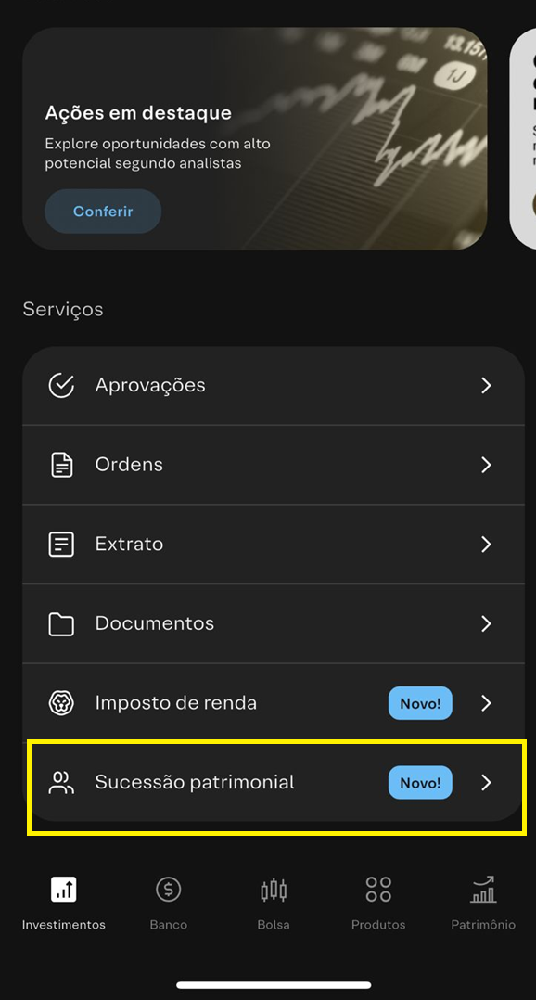 Ações em destaque
Explore oportunidades com alto
potencial segundo analistas
Conferir
1J
Serviços
Aprovações
Ordens
Extrato
Documentos
Imposto de renda
Novo!
Sucessão patrimonial
Novo!
Investimentos
Banco
Bolsa
Produtos
Patrimônio